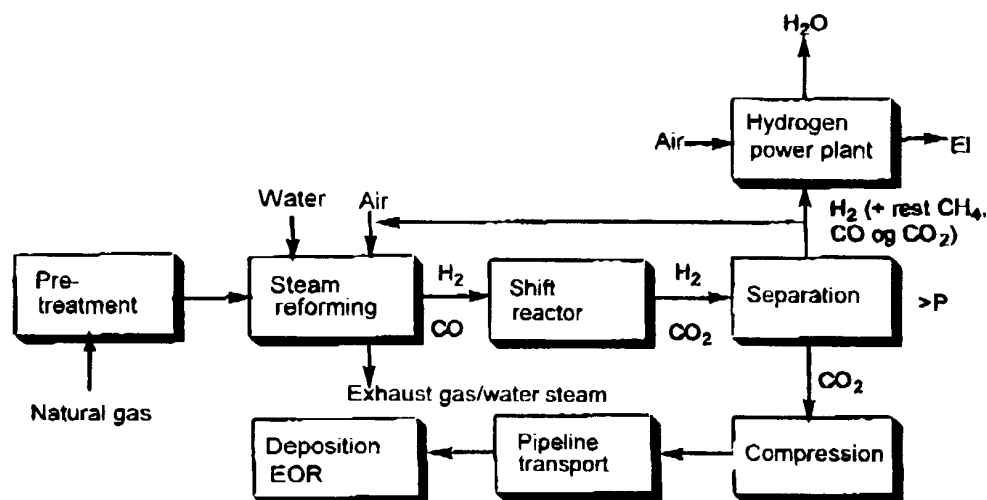 H2O
Hydrogen
power plant
Air
El
Water
Air
H2 (+ rest CH4,
CO og CO2)
Pre-
treatment
Steam
reforming
H2
CO
Shift
reactor
H2
CO2
Separation
>P
Natural gas
Exhaust gas/water steam
CO2
Deposition
EOR
Pipeline
transport
Compression